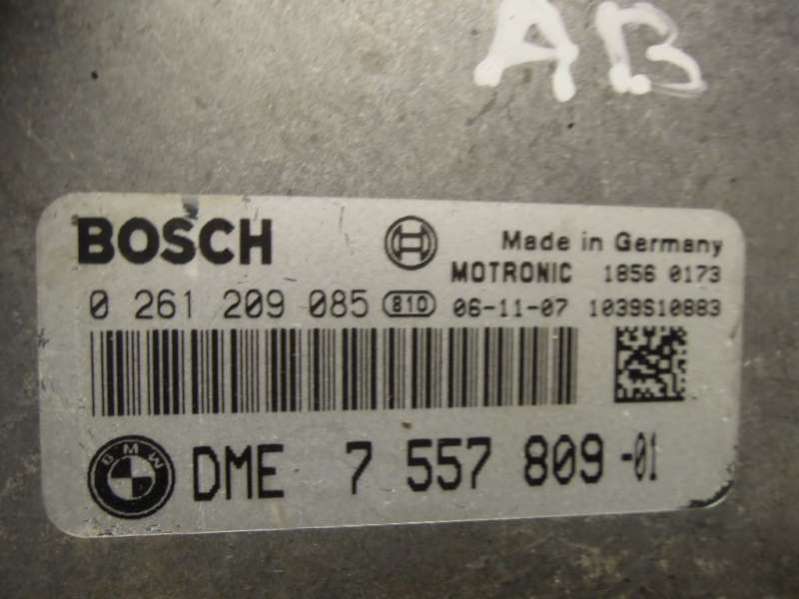 AB
BOSCH
Made in Germany
MOTRONIC 1856 0173
0 261 209 085 810 06-11-07 1039S10883
BMW
DME 7 557 809-01